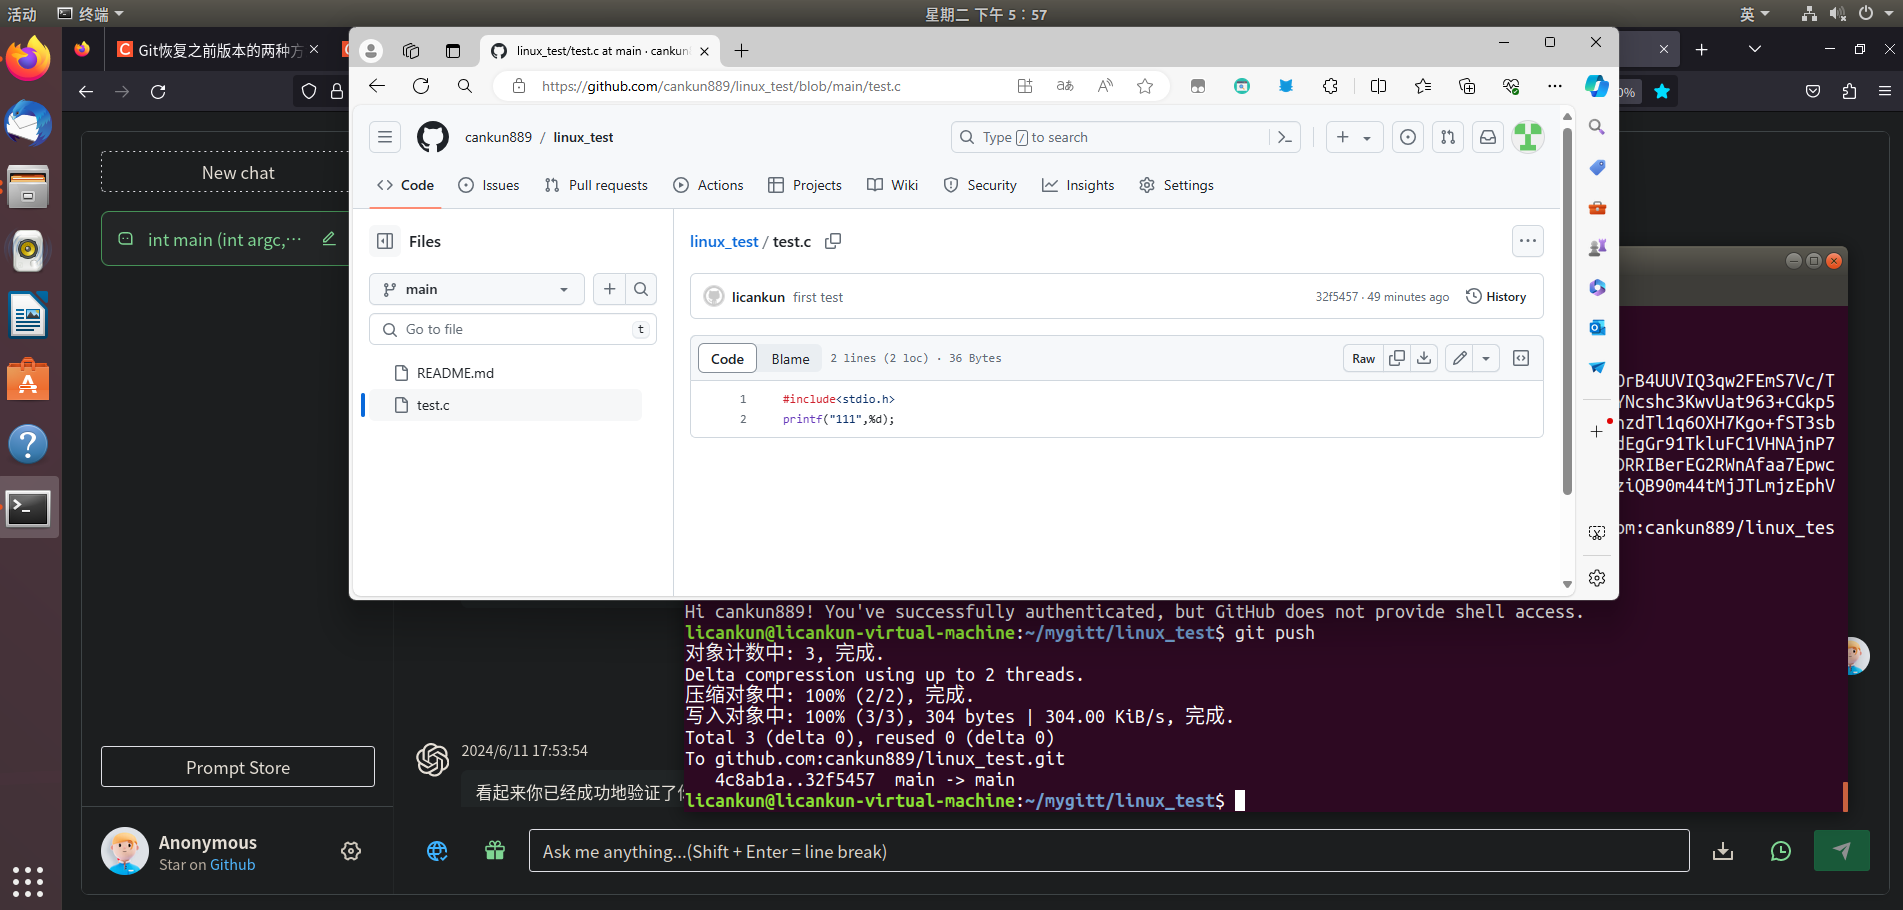 活动
终端
星期二 下午 5：57
英
Git恢复之前版本的两种方
linux_test/test.c at main · cankun
https://github.com/cankun889/linux_test/blob/main/test.c
0%
cankun889 / linux_test
Type / to search
Code Issues Pull requests Actions Projects Wiki Security Insights Settings
New chat
int main (int argc,···
Files
linux_test / test.c
main
licankun first test
32f5457 · 49 minutes ago
History
Go to file
t
Code Blame 2 lines (2 loc) · 36 Bytes
Raw
README.md
test.c
1 #include<stdio.h>
2 printf("111",%d);
OrB4UUVIQ3qw2FEmS7Vc/T
YNcshc3KwvUat963+CGkp5
nzdTl1q6OXH7Kgo+fST3sb
dEgGr91TkluFC1VHNAjnP7
ORRIBerEG2RWnAfaa7Epwc
ziQB90m44tMjJTLmjzEphV
om:cankun889/linux_tes
Hi cankun889! You've successfully authenticated, but GitHub does not provide shell access.
licankun@licankun-virtual-machine:~/mygitt/linux_test$ git push
对象计数中: 3, 完成.
Delta compression using up to 2 threads.
压缩对象中: 100% (2/2), 完成.
写入对象中: 100% (3/3), 304 bytes | 304.00 KiB/s, 完成.
Total 3 (delta 0), reused 0 (delta 0)
To github.com:cankun889/linux_test.git
4c8ab1a..32f5457 main -> main
licankun@licankun-virtual-machine:~/mygitt/linux_test$
2024/6/11 17:53:54
看起来你已经成功地验证了
Prompt Store
Anonymous
Star on Github
Ask me anything...(Shift + Enter = line break)